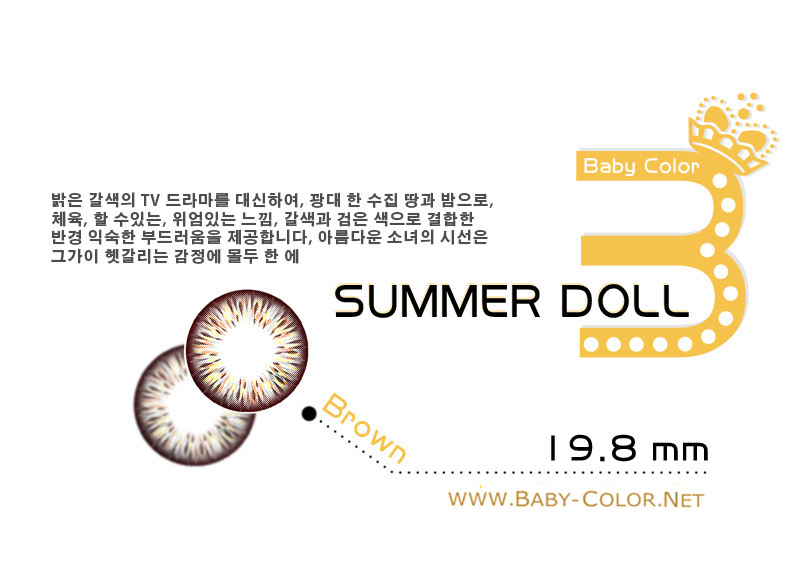 Baby Color
밝은 갈색의 TV 드라마를 대신하여, 광대 한 수집 땅과 밤으로,
체육, 할 수있는, 위엄있는 느낌, 갈색과 검은 색으로 결합한
반경 익숙한 부드러움을 제공합니다, 아름다운 소녀의 시선은
그가이 헷갈리는 감정에 몰두 한 에
SUMMER DOLL
3
Brown
19.8 mm
WWW.BABY-COLOR.NET